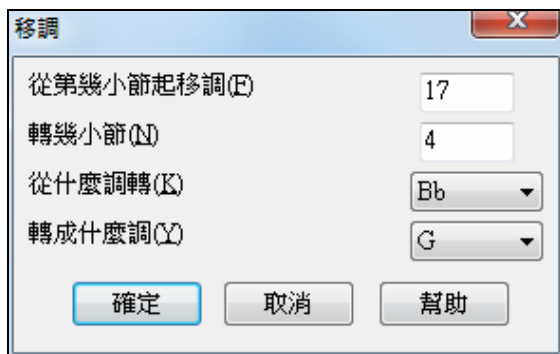 移調
從第幾小節起移調(F) 17
轉幾小節(N) 4
從什麼調轉(K) Bb
轉成什麼調(Y) G
確定 取消 幫助